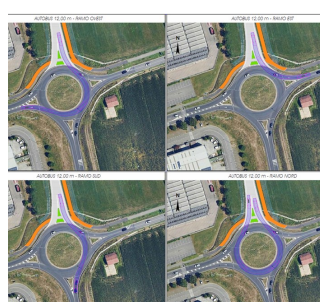 AUTOBUS 12,00 m - RAMO OVEST
AUTOBUS 12,00 m - RAMO EST
N
AUTOBUS 12,00 m - RAMO SUD
AUTOBUS 12,00 m - RAMO NORD
N